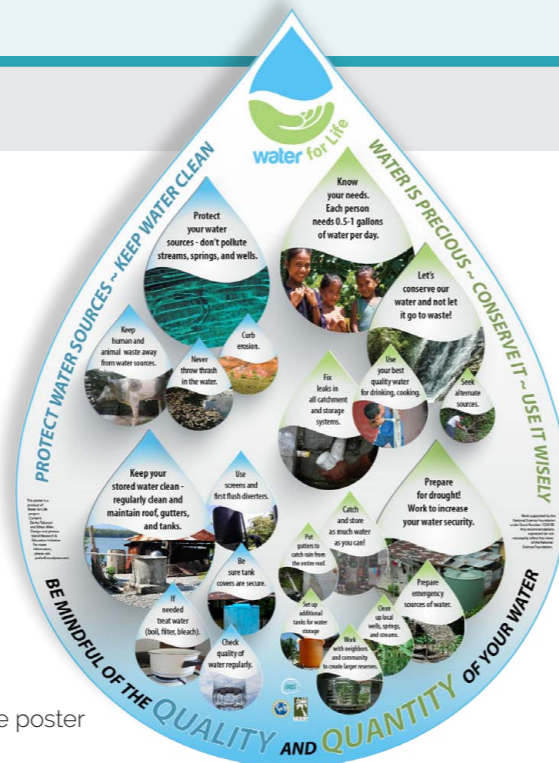 water for Life
PROTECT WATER SOURCES ~ KEEP WATER CLEAN
WATER IS PRECIOUS ~ CONSERVE IT ~ USE IT WISELY
Protect
your water
sources - don't pollute
streams, springs, and wells.
Know
your needs.
Each person
needs 0.5-1 gallons
of water per day.
Let's
conserve our
water and not let
it go to waste!
Keep
human and
animal waste away
from water sources.
Never
throw thrash
in the water.
Curb
erosion.
Fix
leaks in
all catchment
and storage
systems.
Use
your best
quality water
for drinking, cooking.
Seek
alternate
sources.
Keep your
stored water clean -
regularly clean and
maintain roof, gutters,
and tanks.
Use
screens and
first flush diverters.
Be
sure tank
covers are secure.
If
needed
treat water
(boil, filter, bleach).
Check
quality of
water regularly.
Catch
and store
as much water
as you can!
Put
gutters to
catch rain from
the entire roof.
Prepare
for drought!
Work to increase
your water security.
Set up
additional
tanks for water
storage
Clean
up local
wells, springs,
and streams.
Prepare
emergency
sources of water.
Work
with neighbors
and community
to create larger reserves.
BE MINDFUL OF THE QUALITY AND QUANTITY OF YOUR WATER
e poster